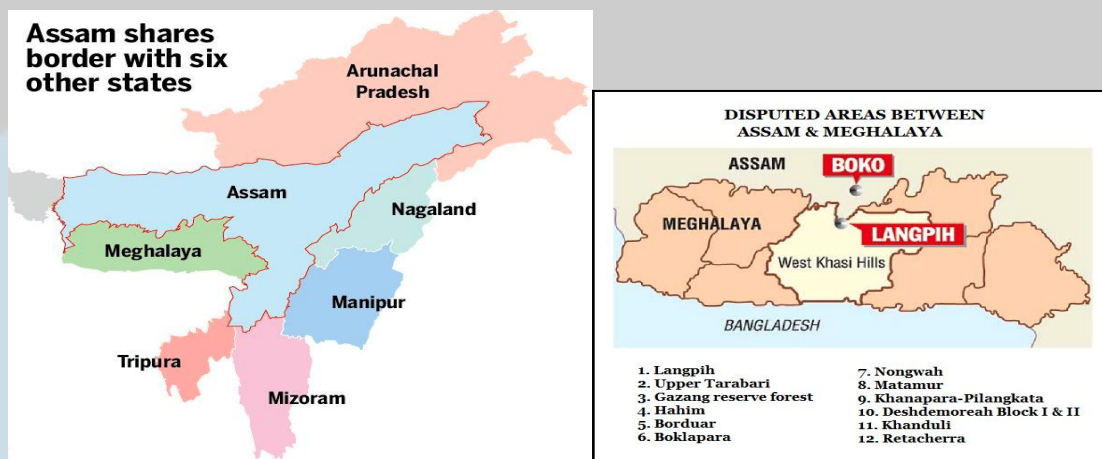 Assam shares
border with six
other states
Arunachal
Pradesh
Assam
Nagaland
Meghalaya
Manipur
Tripura
Mizoram
DISPUTED AREAS BETWEEN
ASSAM & MEGHALAYA
ASSAM
BOKO
MEGHALAYA
LANGPIH
West Khasi Hills
BANGLADESH
1. Langpih
2. Upper Tarabari
3. Gazang reserve forest
4. Hahim
5. Borduar
6. Boklapara
7. Nongwah
8. Matamur
9. Khanapara-Pilangkata
10. Deshdemoreah Block I & II
11. Khanduli
12. Retacherra